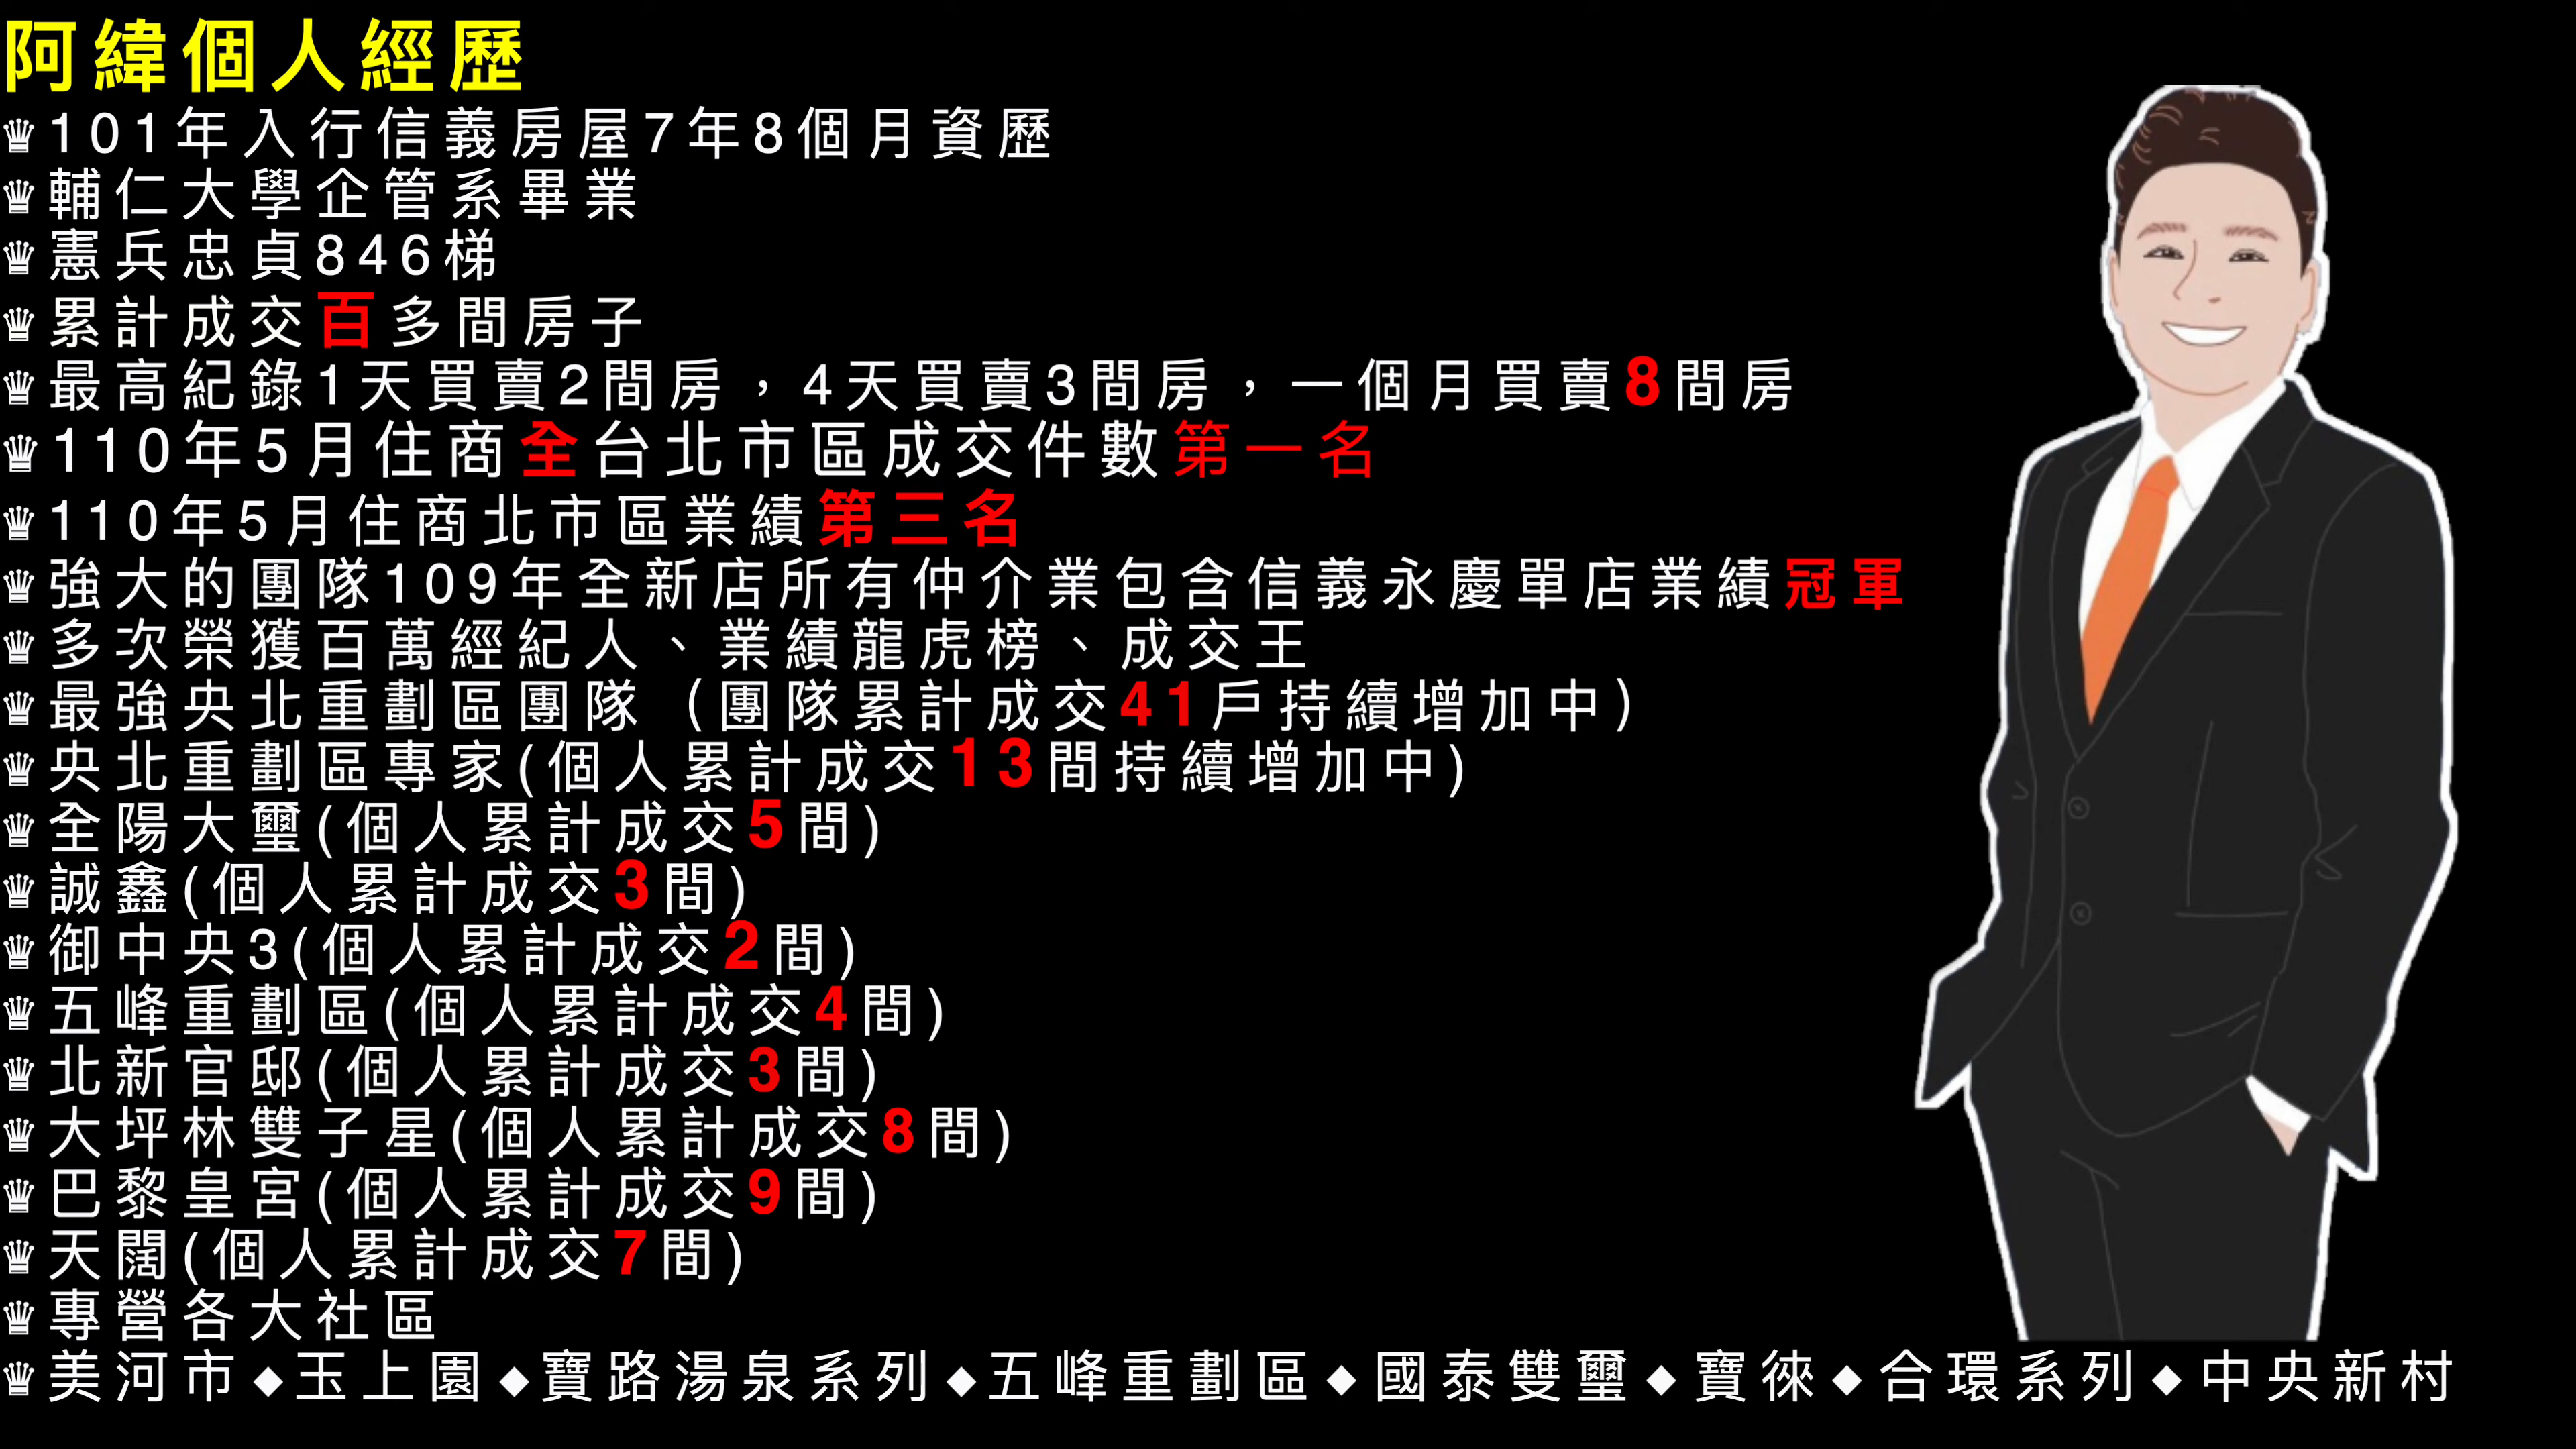 阿緯個人經歷
♛101年入行信義房屋7年8個月資歷
♛輔仁大學企管系畢業
♛憲兵忠貞846梯
♛累計成交百多間房子
♛最高紀錄1天買賣2間房，4天買賣3間房，一個月買賣8間房
♛110年5月住商全台北市區成交件數第一名
♛110年5月住商北市區業績第三名
♛強大的團隊109年全新店所有仲介業包含信義永慶單店業績冠軍
♛多次榮獲百萬經紀人、業績龍虎榜、成交王
♛最強央北重劃區團隊（團隊累計成交41戶持續增加中)
♛央北重劃區專家(個人累計成交13間持續增加中)
♛全陽大璽(個人累計成交5間)
♛誠鑫(個人累計成交3間)
♛御中央3(個人累計成交2間)
♛五峰重劃區(個人累計成交4間)
♛北新官邸(個人累計成交3間)
♛大坪林雙子星(個人累計成交8間)
♛巴黎皇宮(個人累計成交9間)
♛天闊(個人累計成交7間)
♛專營各大社區
♛美河市◆玉上園◆寶路湯泉系列◆五峰重劃區◆國泰雙璽◆寶徠◆合環系列◆中央新村